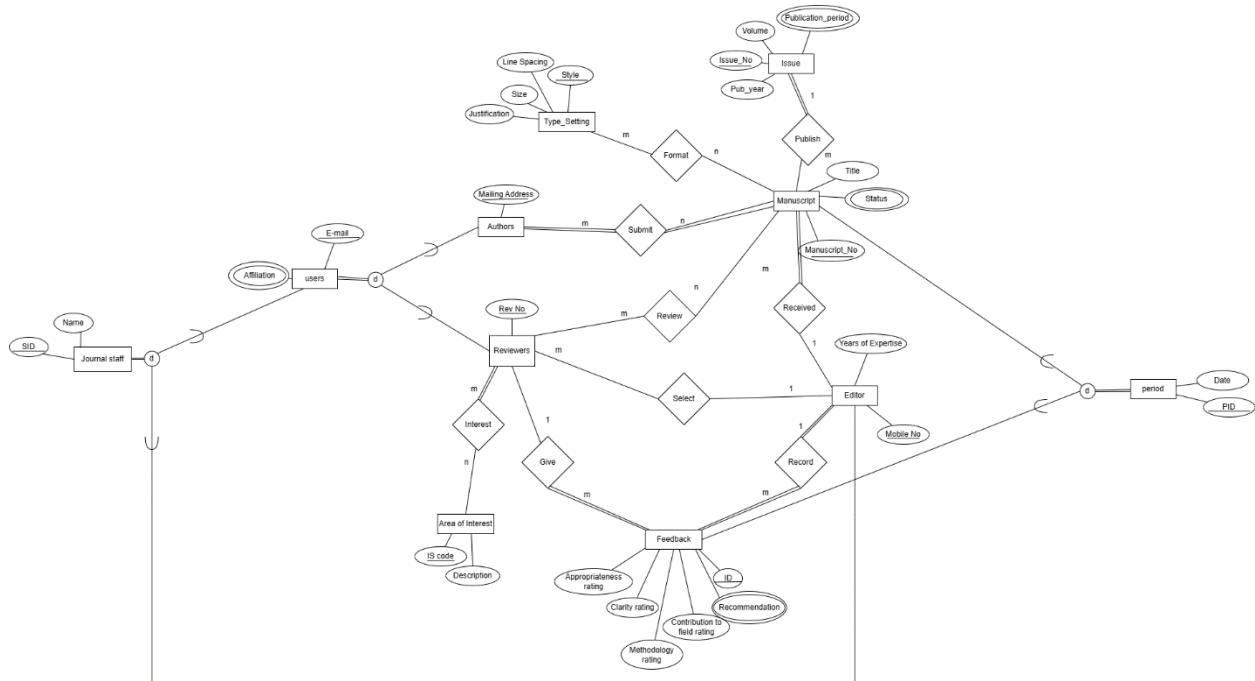 Publication_period
Volume
Issue_No
Issue
Pub_year
1
Publish
m
Line Spacing
Style
Size
Justification
Type_Setting
m
Format
n
Title
Manuscript
Status
Manuscript_No
Mailing Address
Authors
m
Submit
n
E-mail
Affiliation
users
d
m
Received
1
Rev No
Reviewers
m
Review
n
Name
SID
Journal staff
d
Years of Expertise
Editor
Mobile No
m
Select
1
Date
period
PID
d
m
Interest
n
1
Give
m
1
Record
m
Area of Interest
IS code
Description
Feedback
Appropriateness
rating
Clarity rating
Methodology
rating
Contribution to
field rating
Recommendation
ID